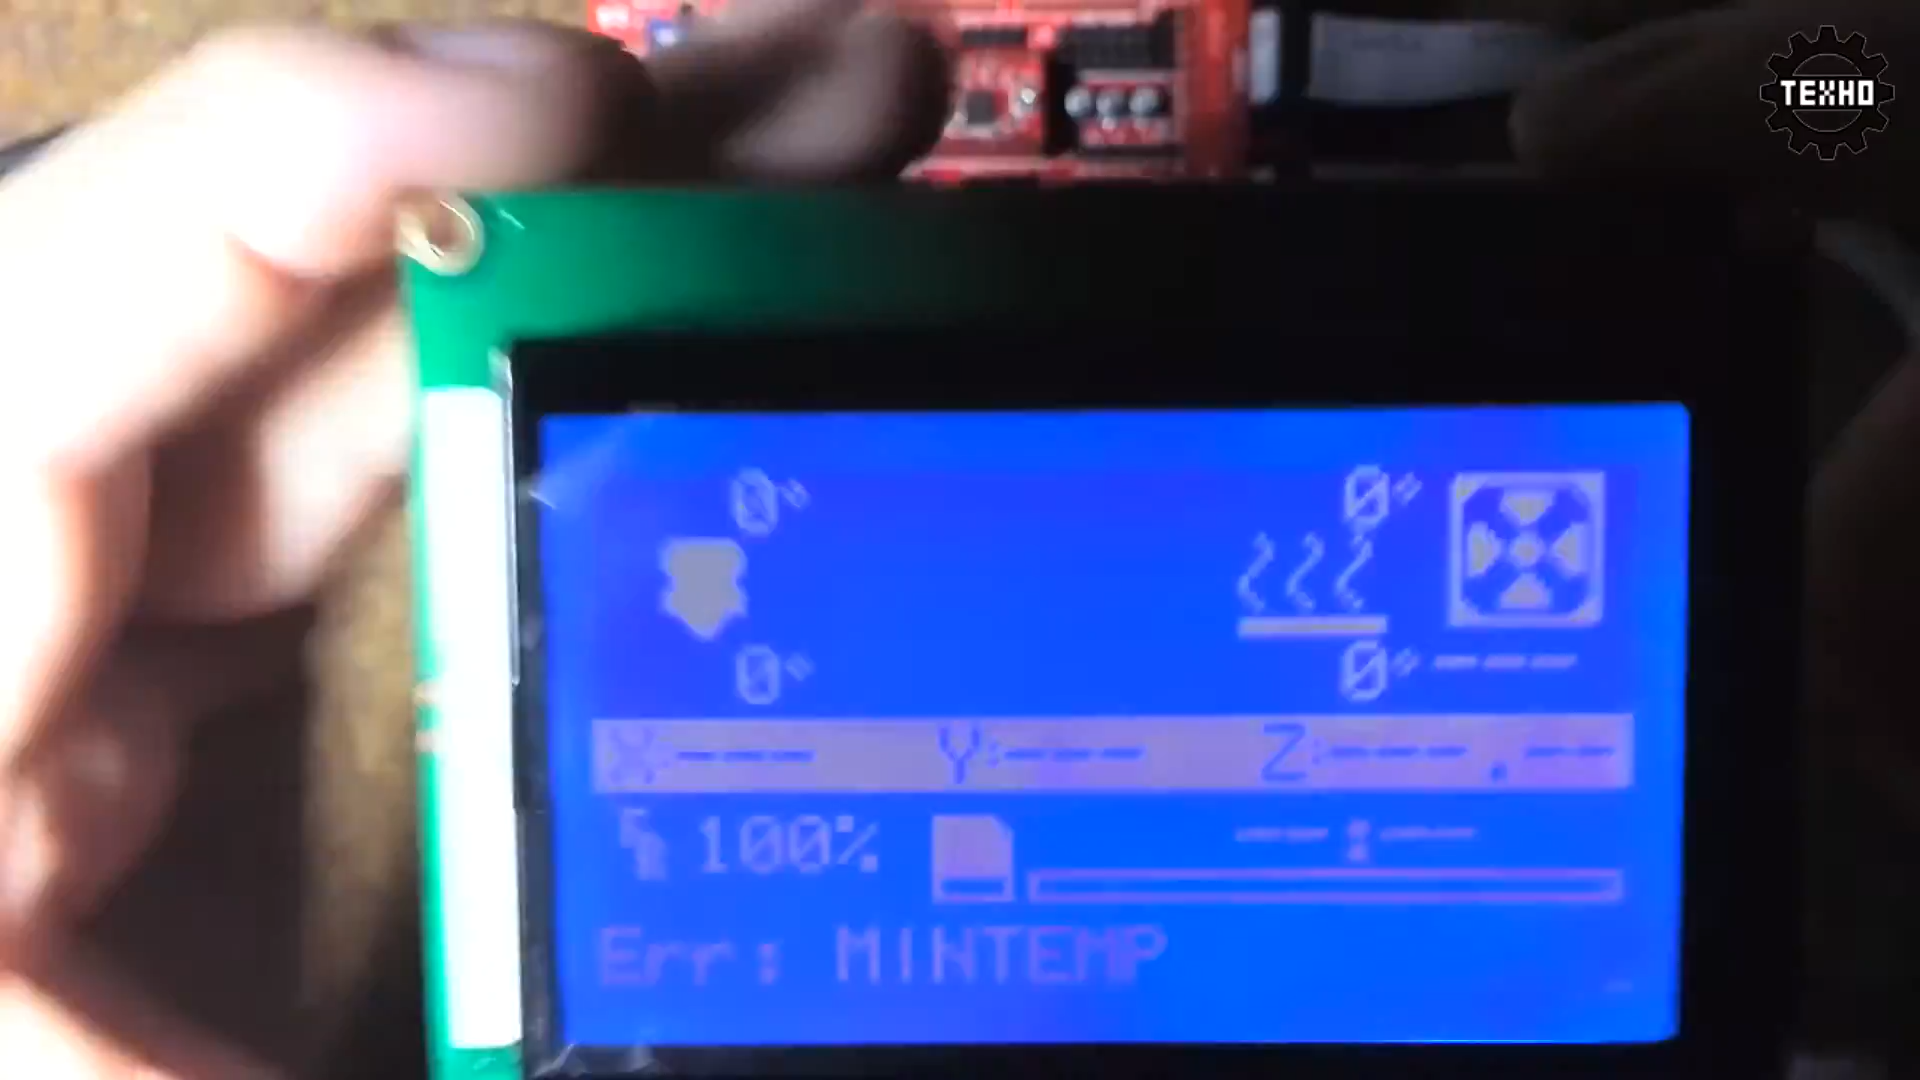 TEXHO
0° 0°
0° 0° ---
X:--- Y:--- Z:---.--
100% --:--
Err: MINTEMP